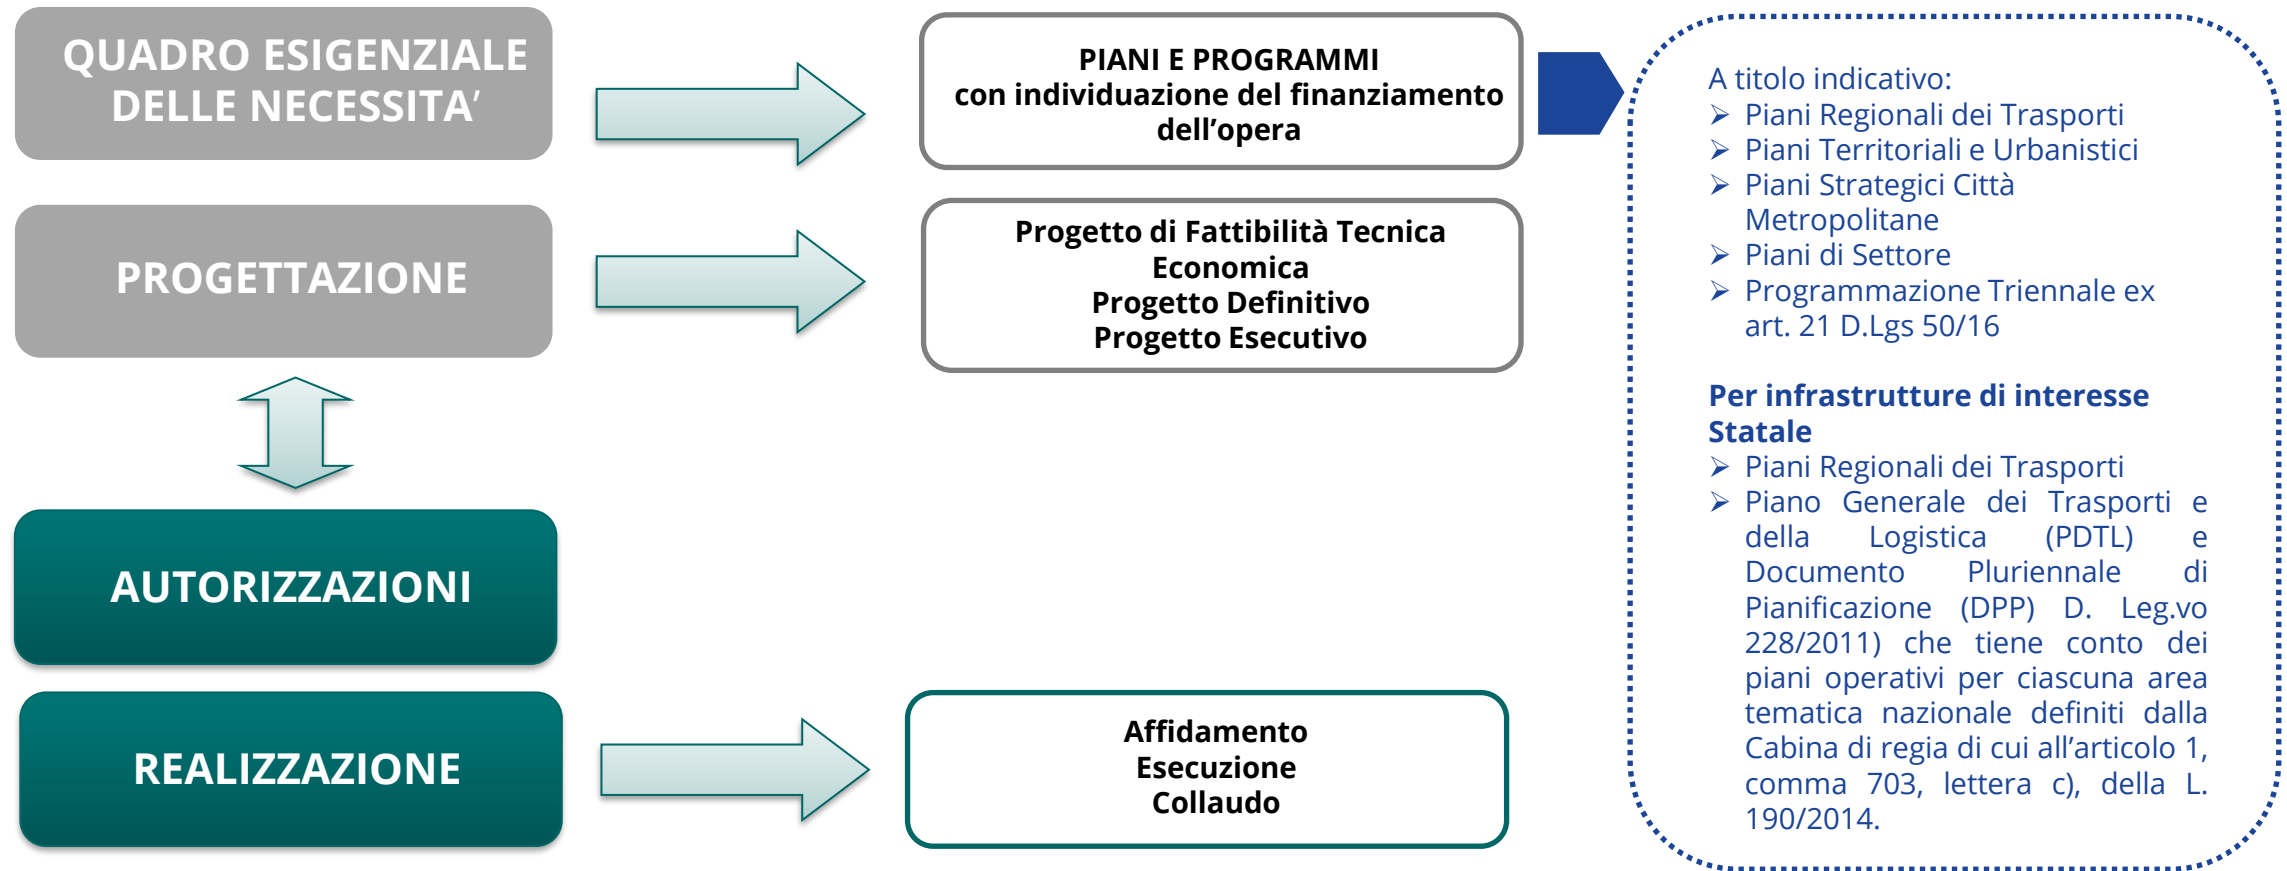 QUADRO ESIGENZIALE
DELLE NECESSITA’
PIANI E PROGRAMMI
con individuazione del finanziamento
dell’opera
PROGETTAZIONE
Progetto di Fattibilità Tecnica
Economica
Progetto Definitivo
Progetto Esecutivo
AUTORIZZAZIONI
REALIZZAZIONE
Affidamento
Esecuzione
Collaudo
A titolo indicativo:
➢ Piani Regionali dei Trasporti
➢ Piani Territoriali e Urbanistici
➢ Piani Strategici Città
Metropolitane
➢ Piani di Settore
➢ Programmazione Triennale ex
art. 21 D.Lgs 50/16
Per infrastrutture di interesse
Statale
➢ Piani Regionali dei Trasporti
➢ Piano Generale dei Trasporti e
della Logistica (PDTL) e
Documento Pluriennale di
Pianificazione (DPP) D. Leg.vo
228/2011) che tiene conto dei
piani operativi per ciascuna area
tematica nazionale definiti dalla
Cabina di regia di cui all’articolo 1,
comma 703, lettera c), della L.
190/2014.